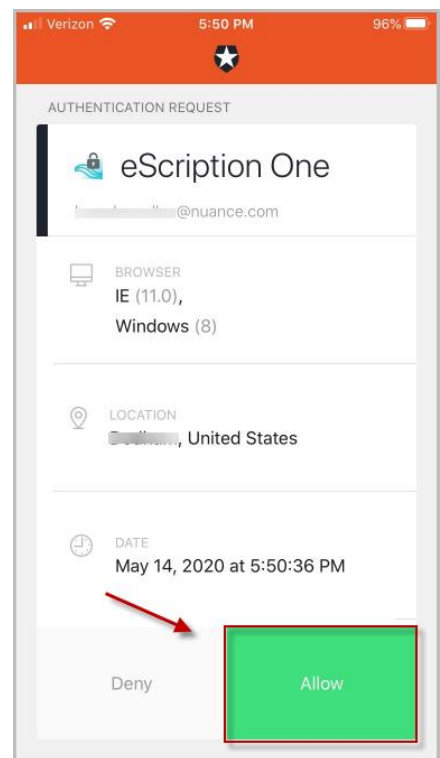 Verizon 5:50 PM 96%
AUTHENTICATION REQUEST
eScription One
@nuance.com
BROWSER
IE (11.0),
Windows (8)
LOCATION
, United States
DATE
May 14, 2020 at 5:50:36 PM
Deny Allow